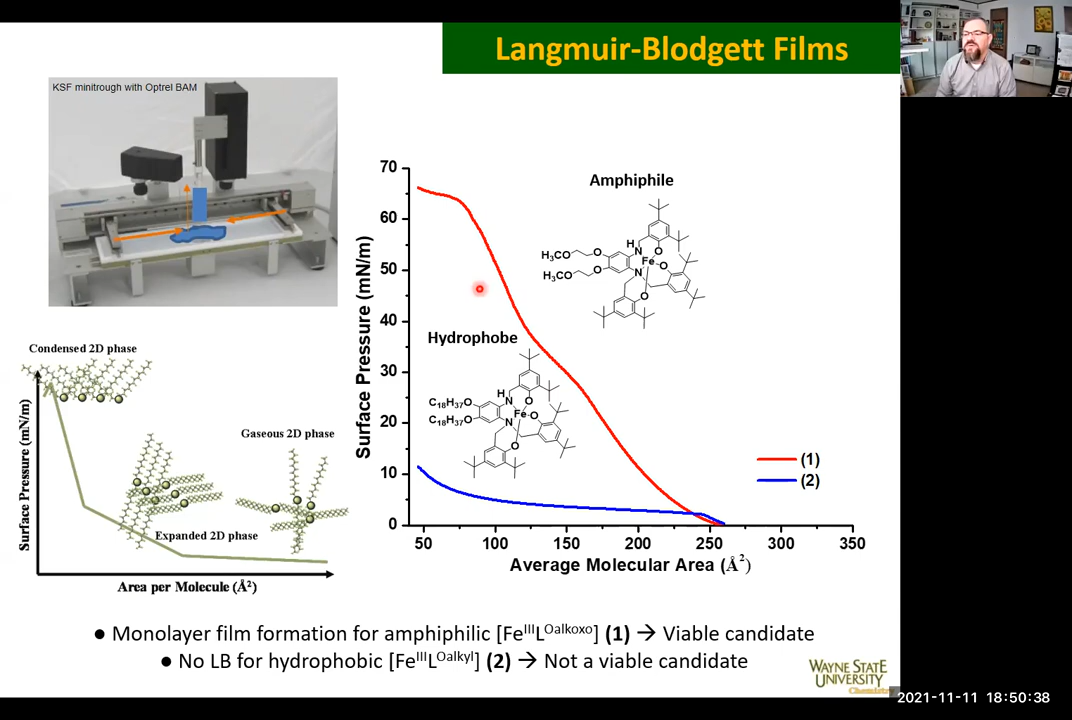 Langmuir-Blodgett Films
KSF minitrough with Optrel BAM
Condensed 2D phase
Gaseous 2D phase
Expanded 2D phase
Surface Pressure (mN/m)
Area per Molecule (Å²)
70
60
50
40
30
20
10
0
Surface Pressure (mN/m)
50
100
150
200
250
300
350
Average Molecular Area (Å²)
Amphiphile
H
N
O
Fe
O
N
O
H₃CO
O
H₃CO
O
Hydrophobe
H
N
O
Fe
O
N
O
C₁₈H₃₇O
C₁₈H₃₇O
(1)
(2)
● Monolayer film formation for amphiphilic [FeᴵᴵᴵLᴼᵃˡᵏᵒˣᵒ] (1) → Viable candidate
● No LB for hydrophobic [FeᴵᴵᴵLᴼᵃˡᵏʸˡ] (2) → Not a viable candidate
WAYNE STATE
UNIVERSITY
Chemistry
2021-11-11 18:50:38